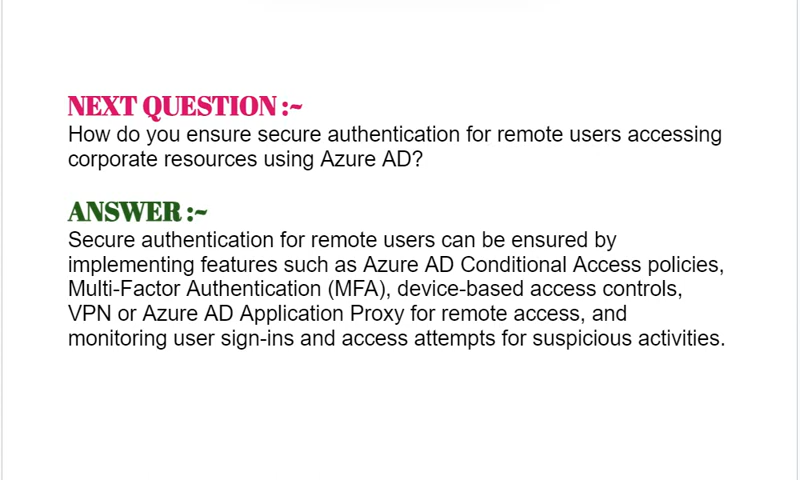 NEXT QUESTION :~
How do you ensure secure authentication for remote users accessing
corporate resources using Azure AD?
ANSWER :~
Secure authentication for remote users can be ensured by
implementing features such as Azure AD Conditional Access policies,
Multi-Factor Authentication (MFA), device-based access controls,
VPN or Azure AD Application Proxy for remote access, and
monitoring user sign-ins and access attempts for suspicious activities.